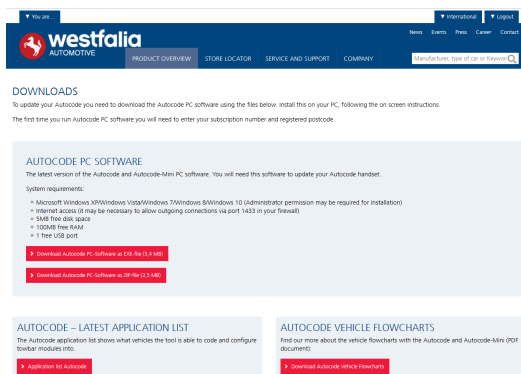 ▼ You are...
▼ International
▼ Logout
News Events Press Career Contact
westfalia
AUTOMOTIVE
PRODUCT OVERVIEW STORE LOCATOR SERVICE AND SUPPORT COMPANY
Manufacturer, type of car or Keyword
DOWNLOADS
To update your Autocode you need to download the Autocode PC software using the files below. Install this on your PC, following the on screen instructions.
The first time you run Autocode PC software you will need to enter your subscription number and registered postcode.
AUTOCODE PC SOFTWARE
The latest version of the Autocode and Autocode-Mini PC software. You will need this software to update your Autocode handset.
System requirements:
Microsoft Windows XP/Windows Vista/Windows 7/Windows 8/Windows 10 (Administrator permission may be required for installation)
Internet access (it may be necessary to allow outgoing connections via port 1433 in your firewall)
5MB free disk space
100MB free RAM
1 free USB port
Download Autocode PC-Software as EXE-file (3,4 MB)
Download Autocode PC-Software as ZIP-file (3,5 MB)
AUTOCODE – LATEST APPLICATION LIST
The Autocode application list shows what vehicles the tool is able to code and configure
towbar modules into.
Application list Autocode
AUTOCODE VEHICLE FLOWCHARTS
Find our more about the vehicle flowcharts with the Autocode and Autocode-Mini (PDF
document):
Download Autocode Vehicle Flowcharts